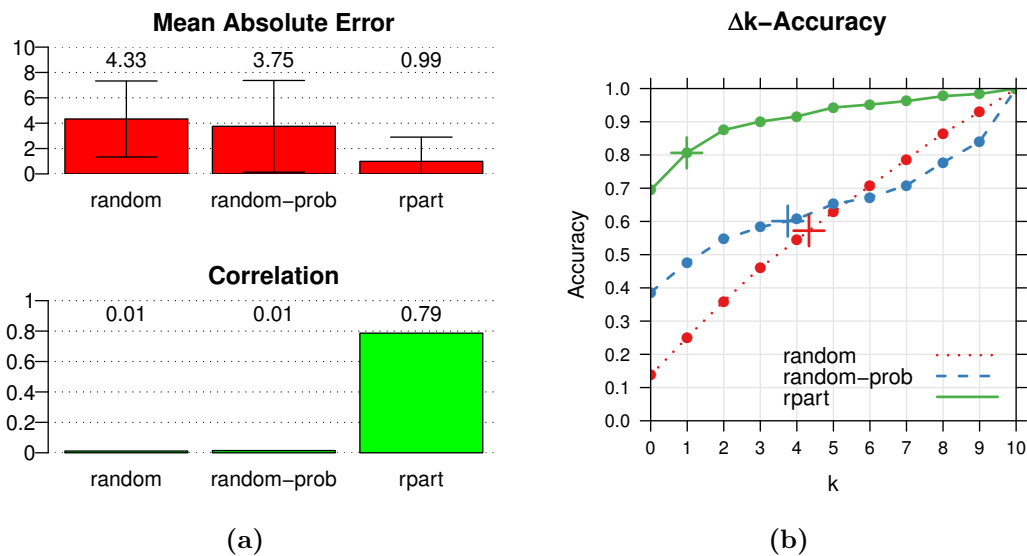 Mean Absolute Error
10
8
6
4
2
0
4.33 3.75 0.99
random random−prob rpart
Correlation
1
0.8
0.6
0.4
0.2
0
0.01 0.01 0.79
random random−prob rpart
(a)
Δk−Accuracy
Accuracy
1.0
0.9
0.8
0.7
0.6
0.5
0.4
0.3
0.2
0.1
0.0
random
random−prob
rpart
0 1 2 3 4 5 6 7 8 9 10
k
(b)